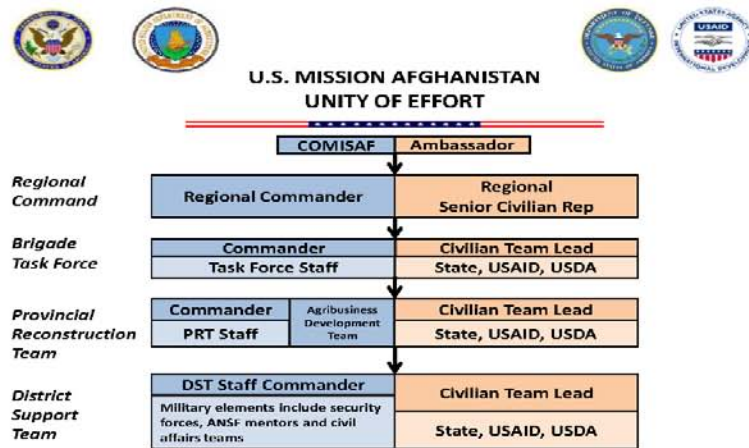 USAID
U.S. MISSION AFGHANISTAN
UNITY OF EFFORT
COMISAF
Ambassador
Regional
Command
Regional Commander
Regional
Senior Civilian Rep
Brigade
Task Force
Commander
Task Force Staff
Civilian Team Lead
State, USAID, USDA
Provincial
Reconstruction
Team
Commander
PRT Staff
Agribusiness
Development
Team
Civilian Team Lead
State, USAID, USDA
District
Support
Team
DST Staff Commander
Military elements include security
forces, ANSF mentors and civil
affairs teams
Civilian Team Lead
State, USAID, USDA